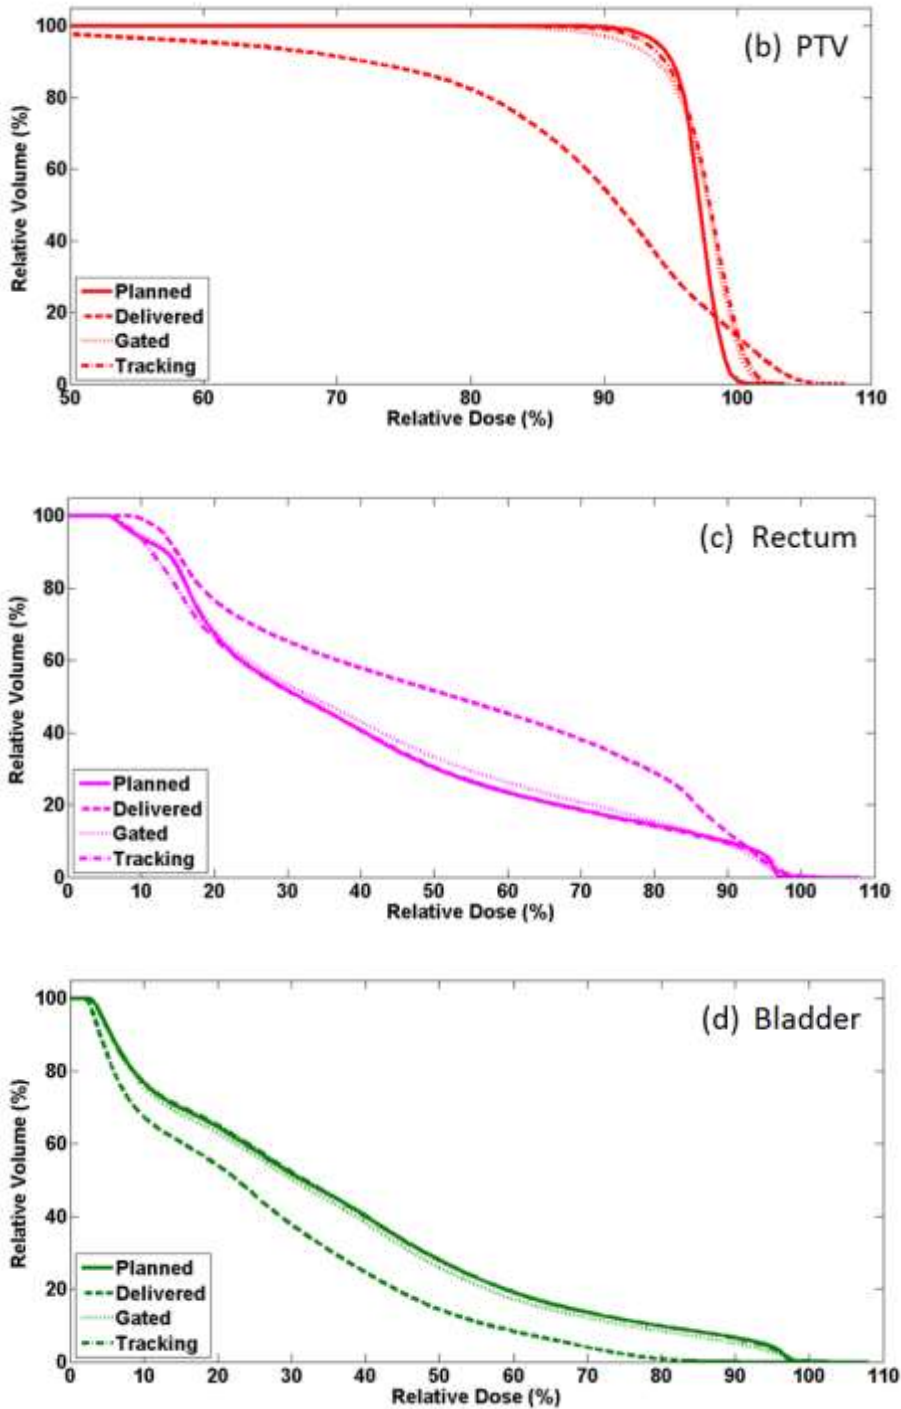 (b) PTV
Relative Volume (%)
100
80
60
40
20
0
Planned
Delivered
Gated
Tracking
50 60 70 80 90 100 110
Relative Dose (%)
(c) Rectum
Relative Volume (%)
100
80
60
40
20
0
Planned
Delivered
Gated
Tracking
0 10 20 30 40 50 60 70 80 90 100 110
Relative Dose (%)
(d) Bladder
Relative Volume (%)
100
80
60
40
20
0
Planned
Delivered
Gated
Tracking
0 10 20 30 40 50 60 70 80 90 100 110
Relative Dose (%)